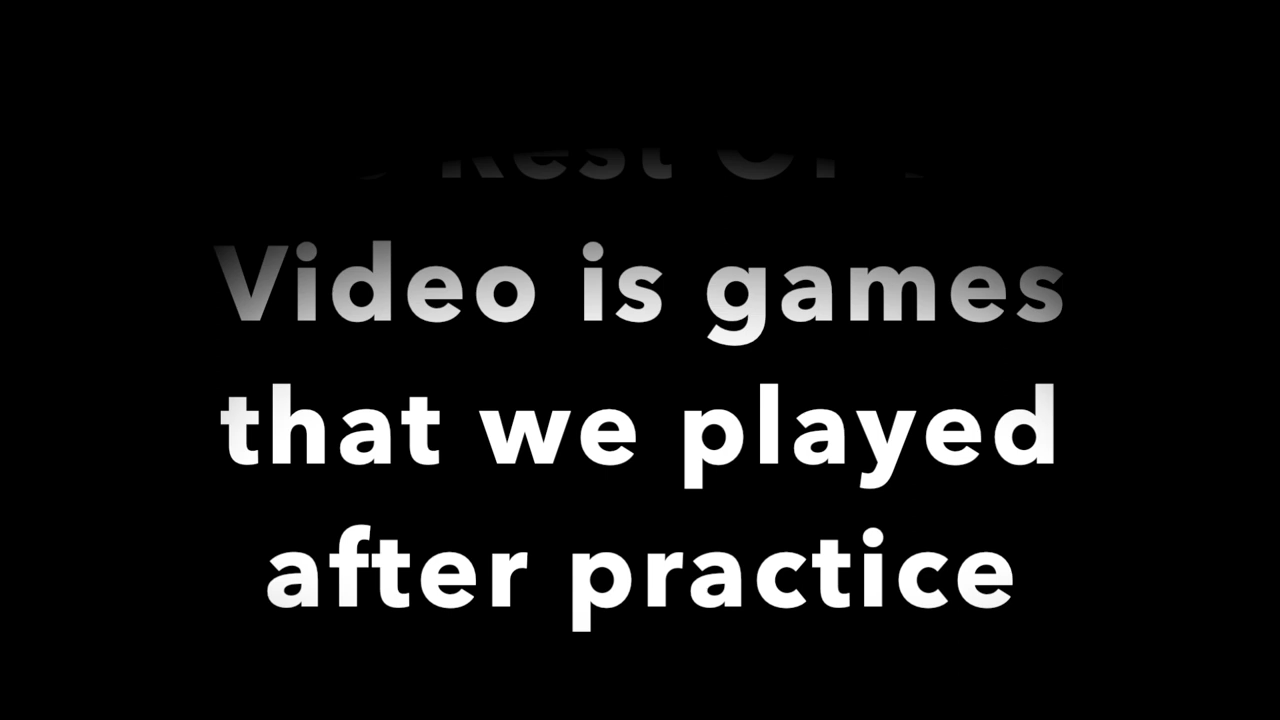 Rest Of
Video is games
that we played
after practice